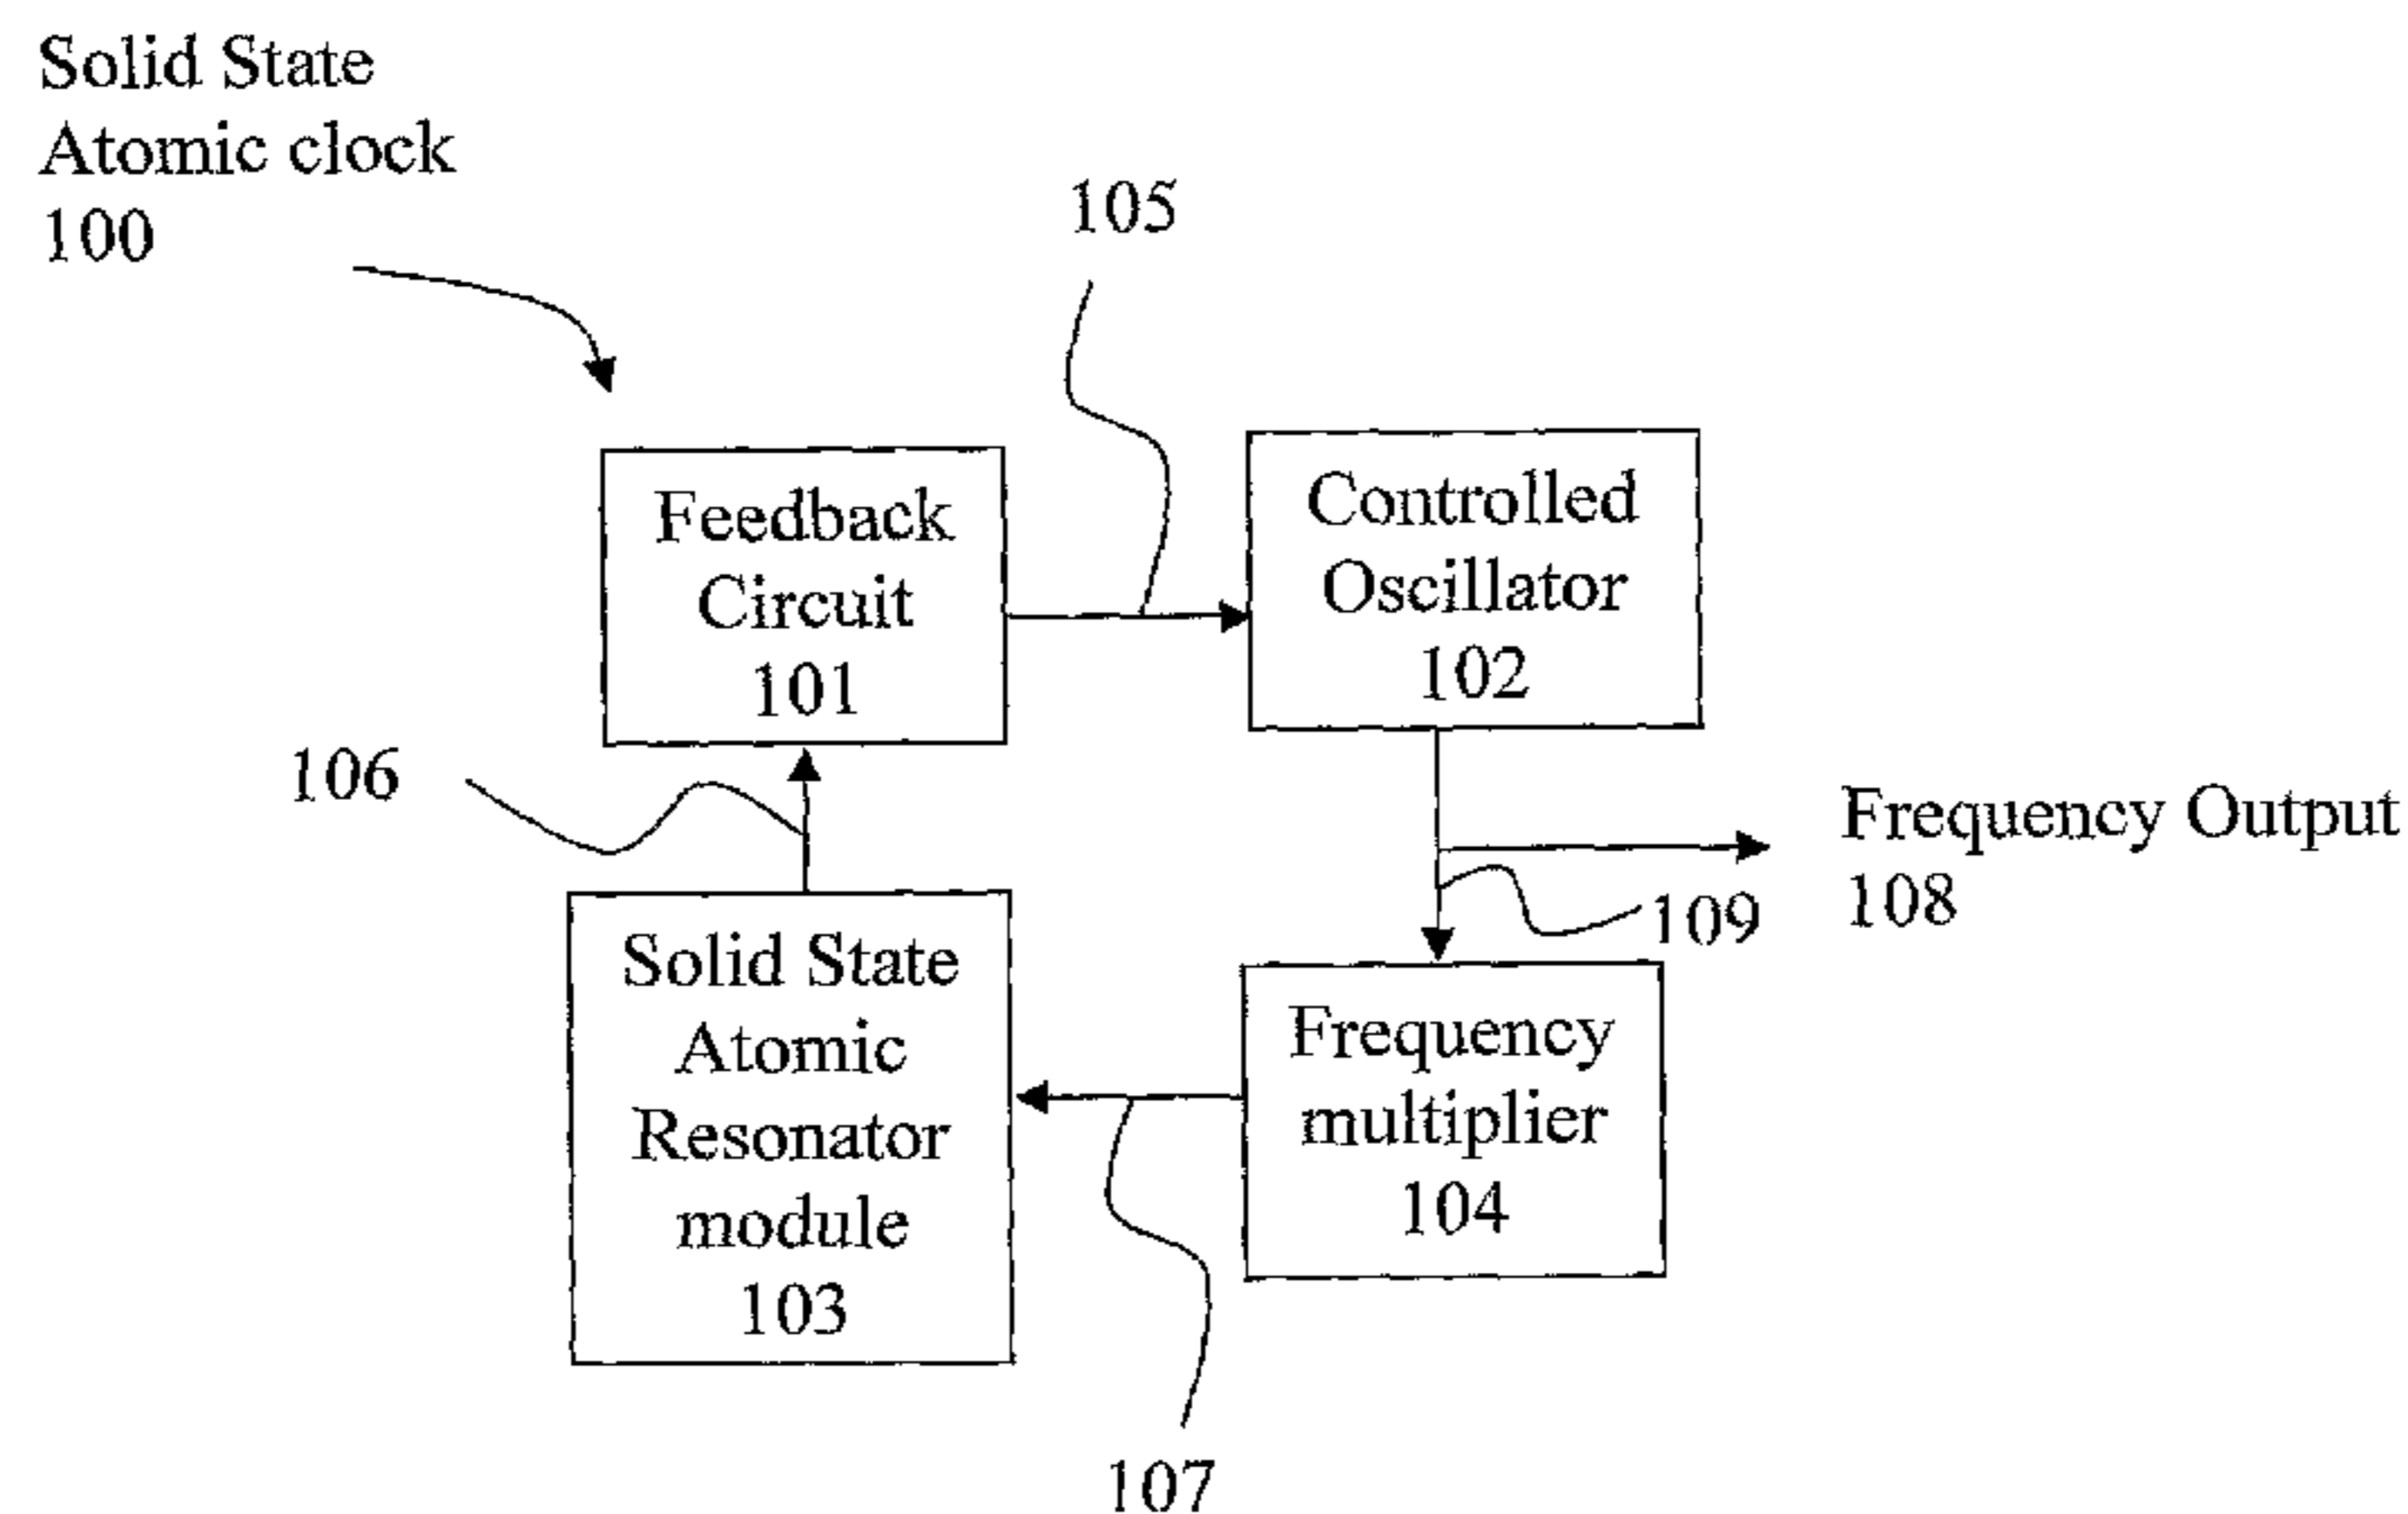 Solid State
Atomic clock
100
105
Feedback
Circuit
101
Controlled
Oscillator
102
106
Frequency Output
108
109
Solid State
Atomic
Resonator
module
103
Frequency
multiplier
104
107